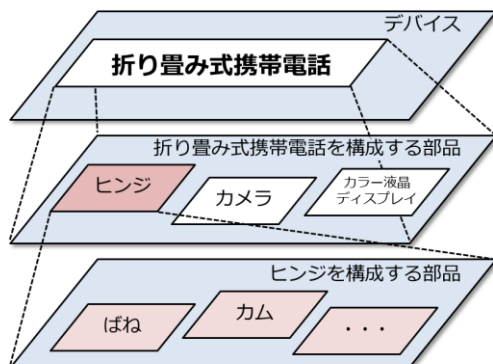 デバイス
折り畳み式携帯電話
折り畳み式携帯電話を構成する部品
ヒンジ
カメラ
カラー液晶
ディスプレイ
ヒンジを構成する部品
ばね
カム
・・・